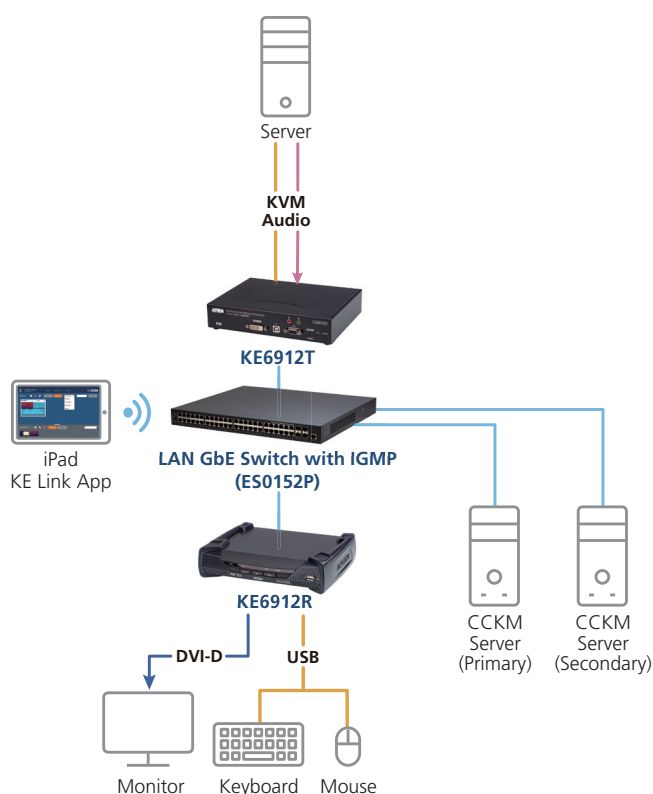 Server
KVM
Audio
ATEN
KE6912T
iPad
KE Link App
LAN GbE Switch with IGMP
(ES0152P)
KE6912R
CCKM
Server
(Primary)
CCKM
Server
(Secondary)
DVI-D
USB
Monitor
Keyboard
Mouse